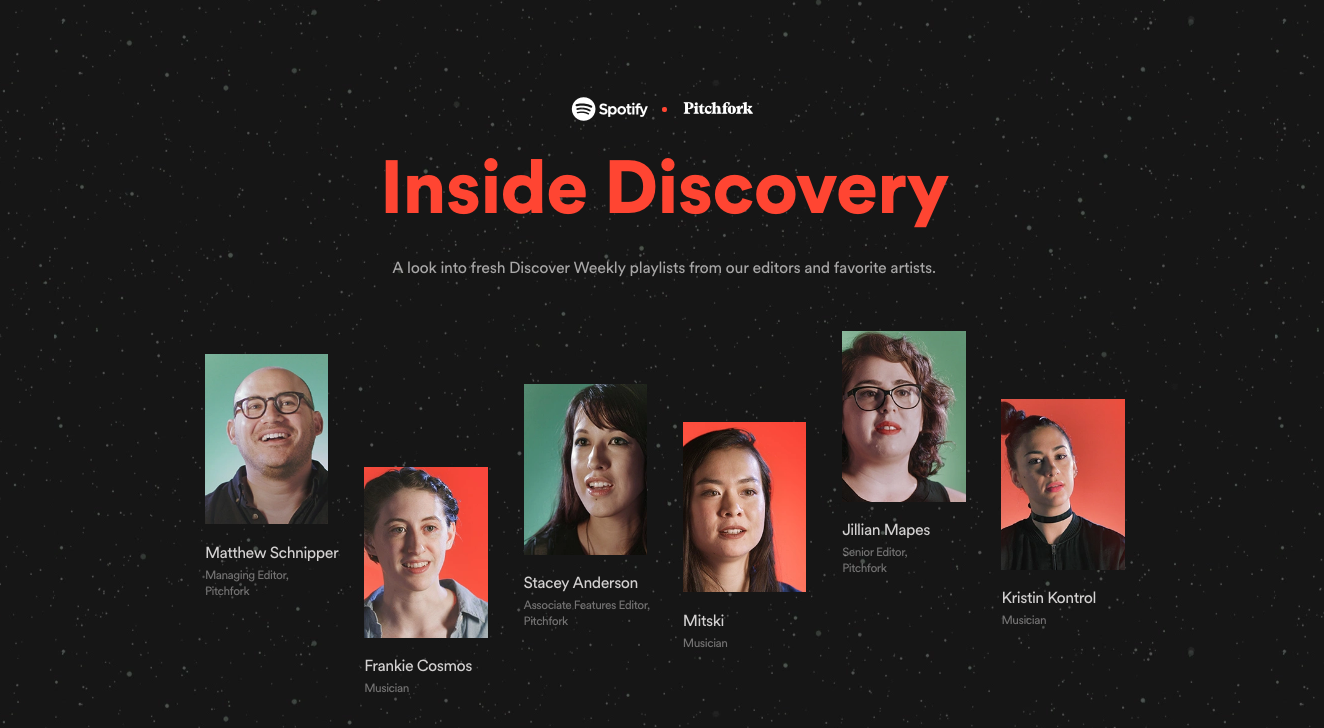 Spotify • Pitchfork
Inside Discovery
A look into fresh Discover Weekly playlists from our editors and favorite artists.
Matthew Schnipper
Managing Editor,
Pitchfork
Frankie Cosmos
Musician
Stacey Anderson
Associate Features Editor,
Pitchfork
Mitski
Musician
Jillian Mapes
Senior Editor,
Pitchfork
Kristin Kontrol
Musician